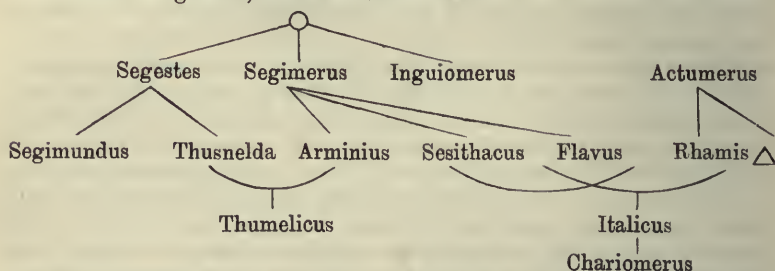 Segestes Segimerus Inguiomerus Actumerus
Segimundus Thusnelda Arminius Sesithacus Flavus Rhamis
Thumelicus Italicus
Chariomerus